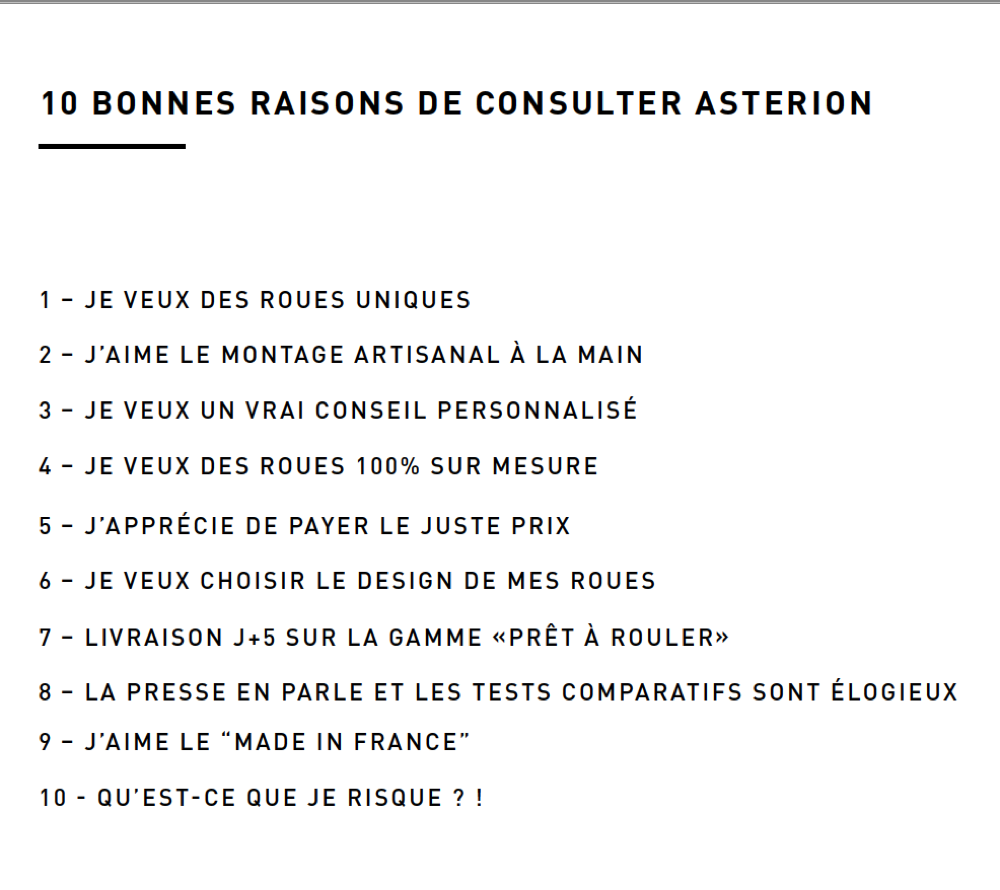 10 BONNES RAISONS DE CONSULTER ASTERION
1 – JE VEUX DES ROUES UNIQUES
2 – J’AIME LE MONTAGE ARTISANAL À LA MAIN
3 – JE VEUX UN VRAI CONSEIL PERSONNALISÉ
4 – JE VEUX DES ROUES 100% SUR MESURE
5 – J’APPRÉCIE DE PAYER LE JUSTE PRIX
6 – JE VEUX CHOISIR LE DESIGN DE MES ROUES
7 – LIVRAISON J+5 SUR LA GAMME «PRÊT À ROULER»
8 – LA PRESSE EN PARLE ET LES TESTS COMPARATIFS SONT ÉLOGIEUX
9 – J’AIME LE “MADE IN FRANCE”
10 - QU’EST-CE QUE JE RISQUE ? !